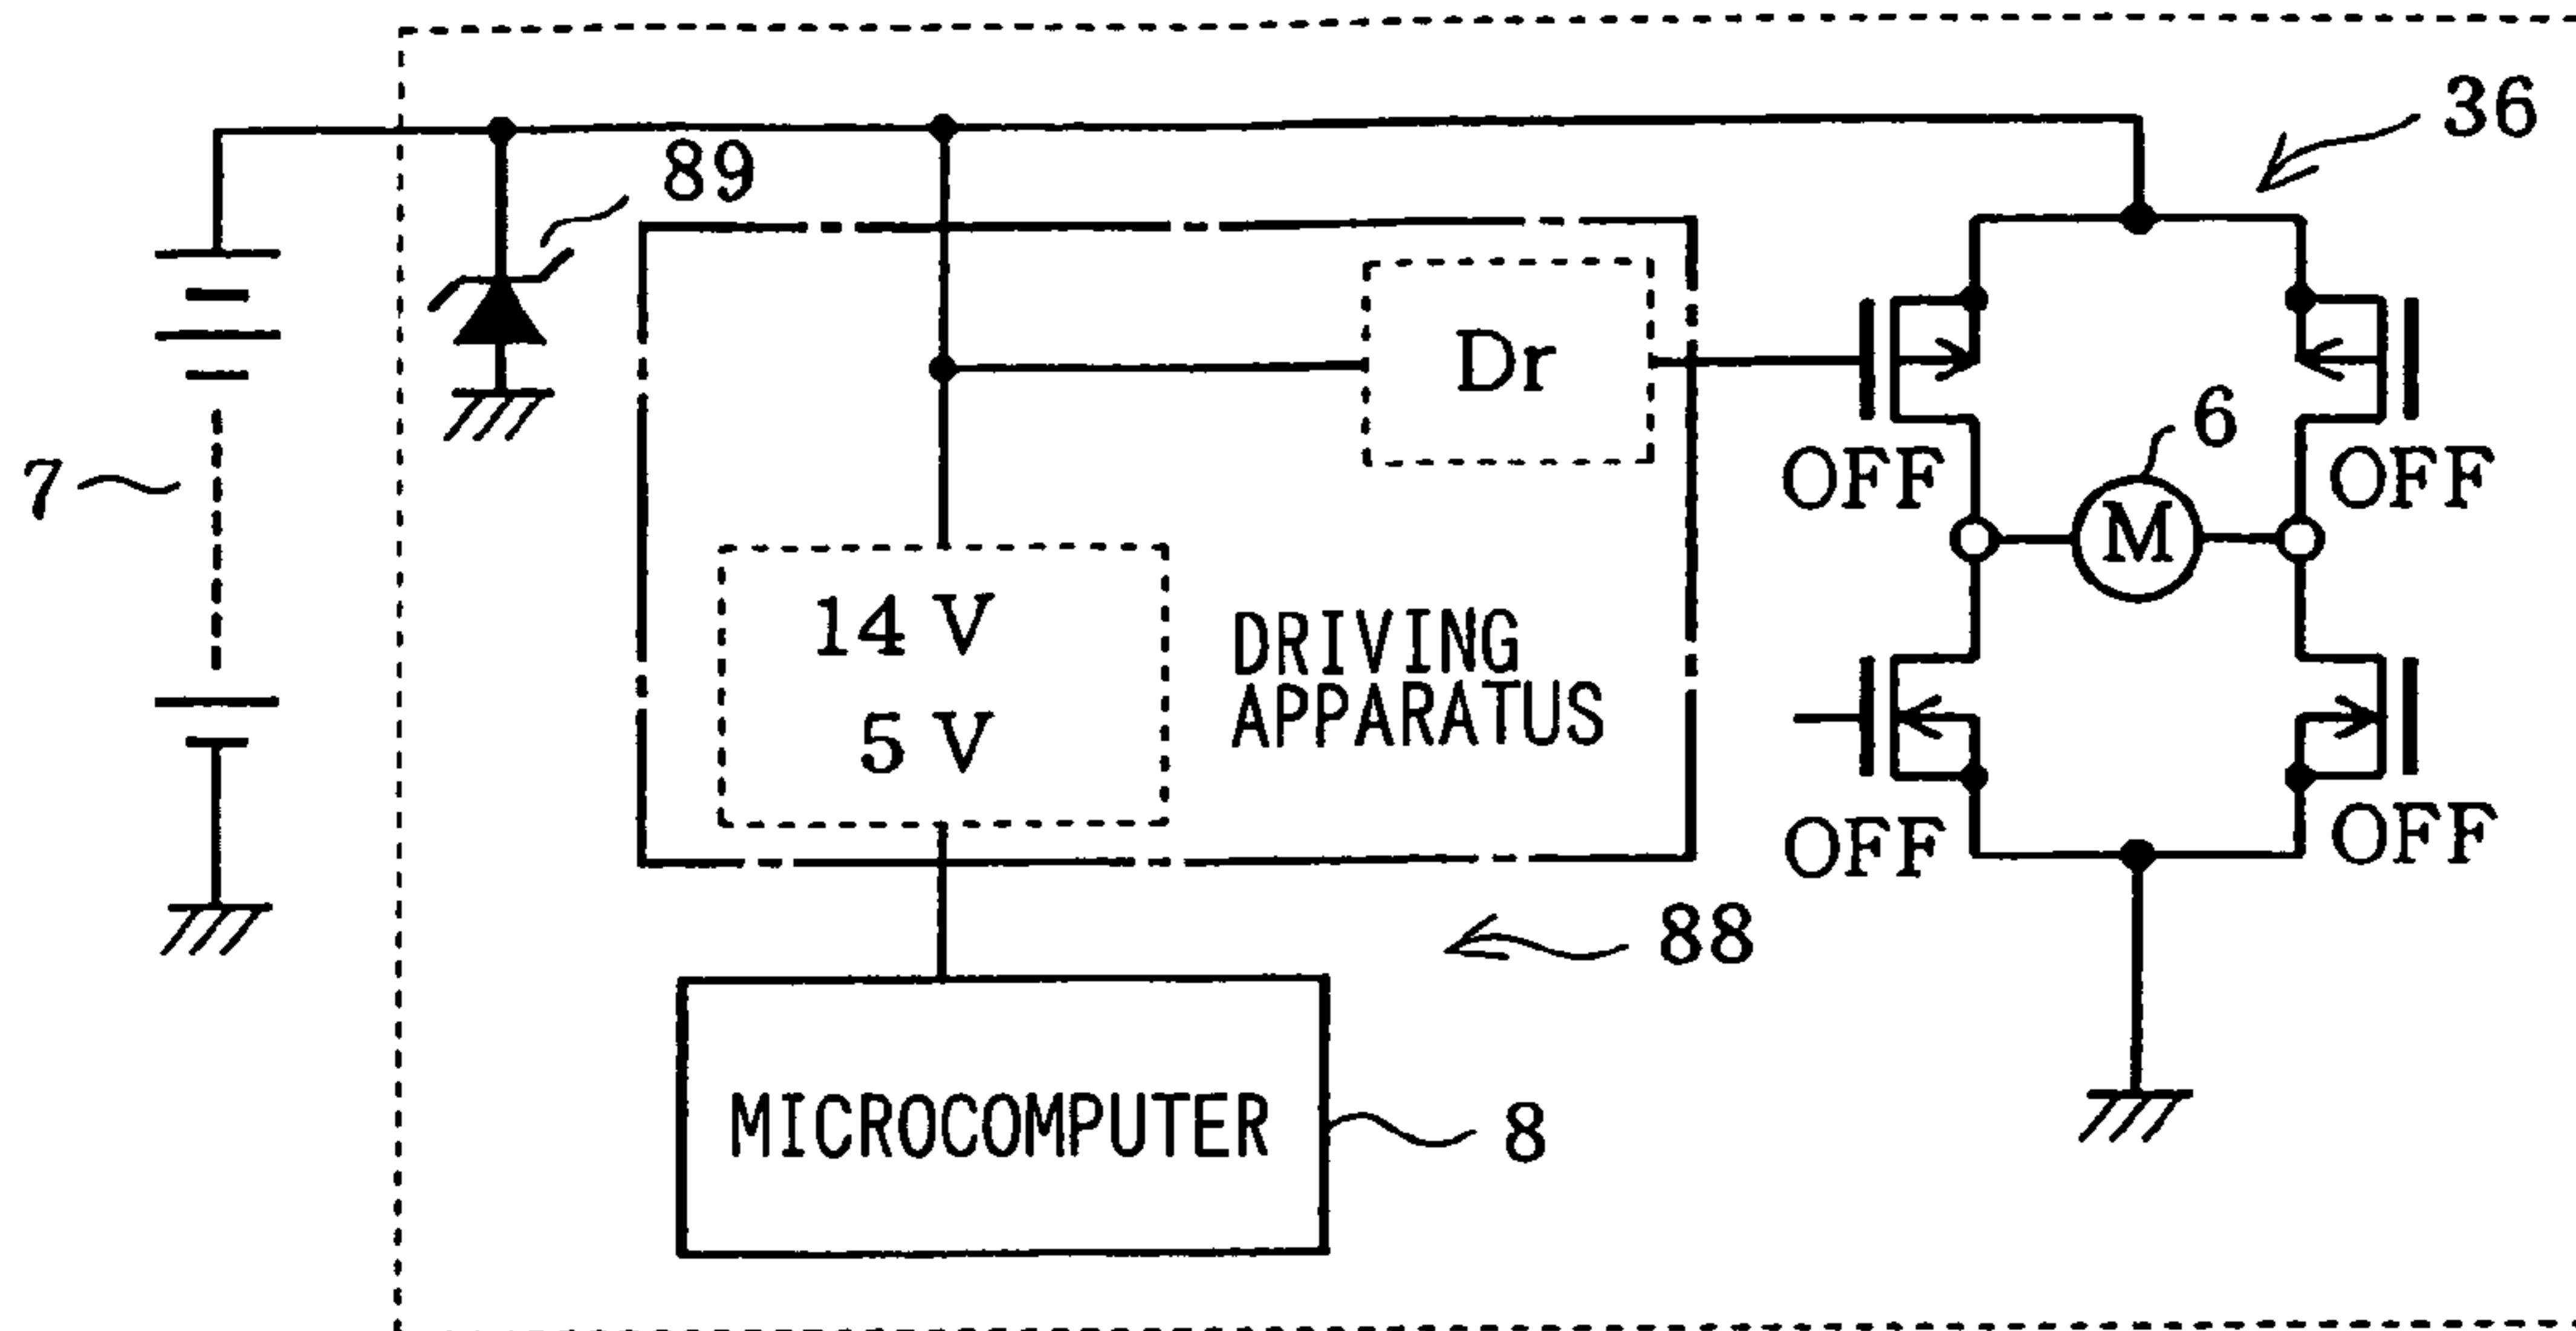 36
89
Dr
7
6
OFF
OFF
M
14 V
5 V
DRIVING
APPARATUS
OFF
OFF
88
MICROCOMPUTER
8